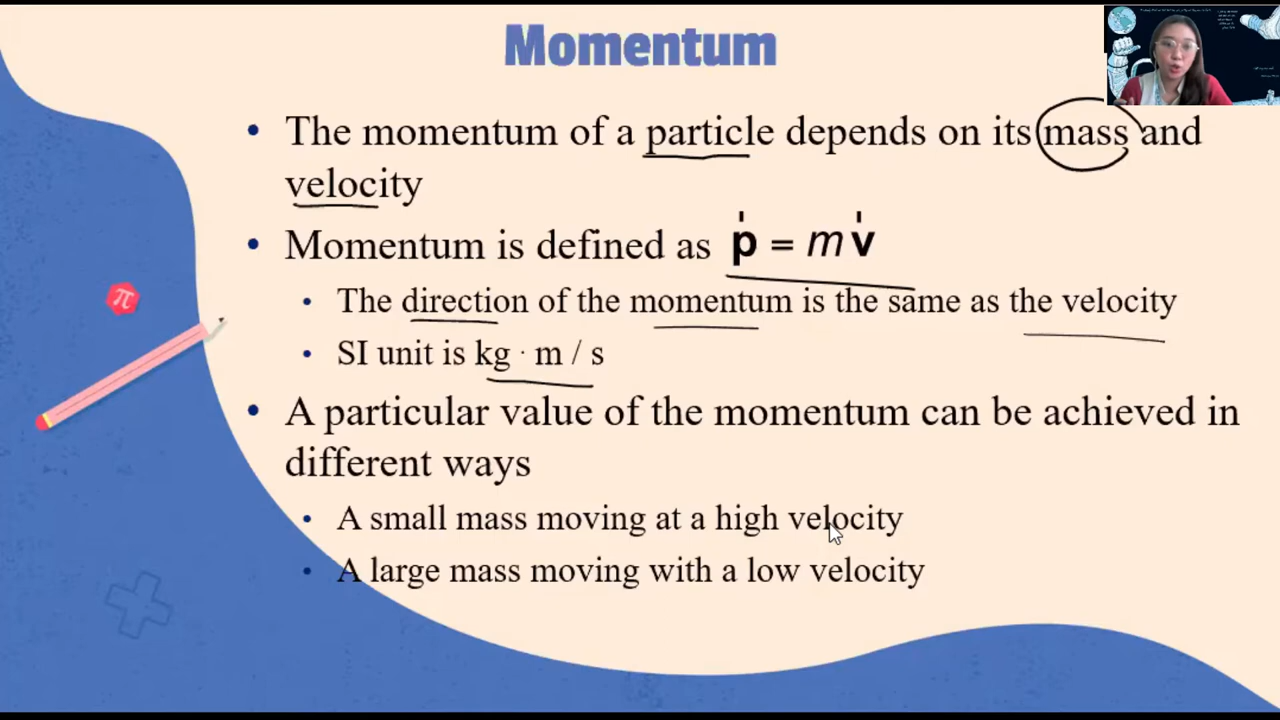 Momentum
• The momentum of a particle depends on its mass and
velocity
• Momentum is defined as p = mv
• The direction of the momentum is the same as the velocity
• SI unit is kg · m / s
π
• A particular value of the momentum can be achieved in
different ways
• A small mass moving at a high velocity
• A large mass moving with a low velocity